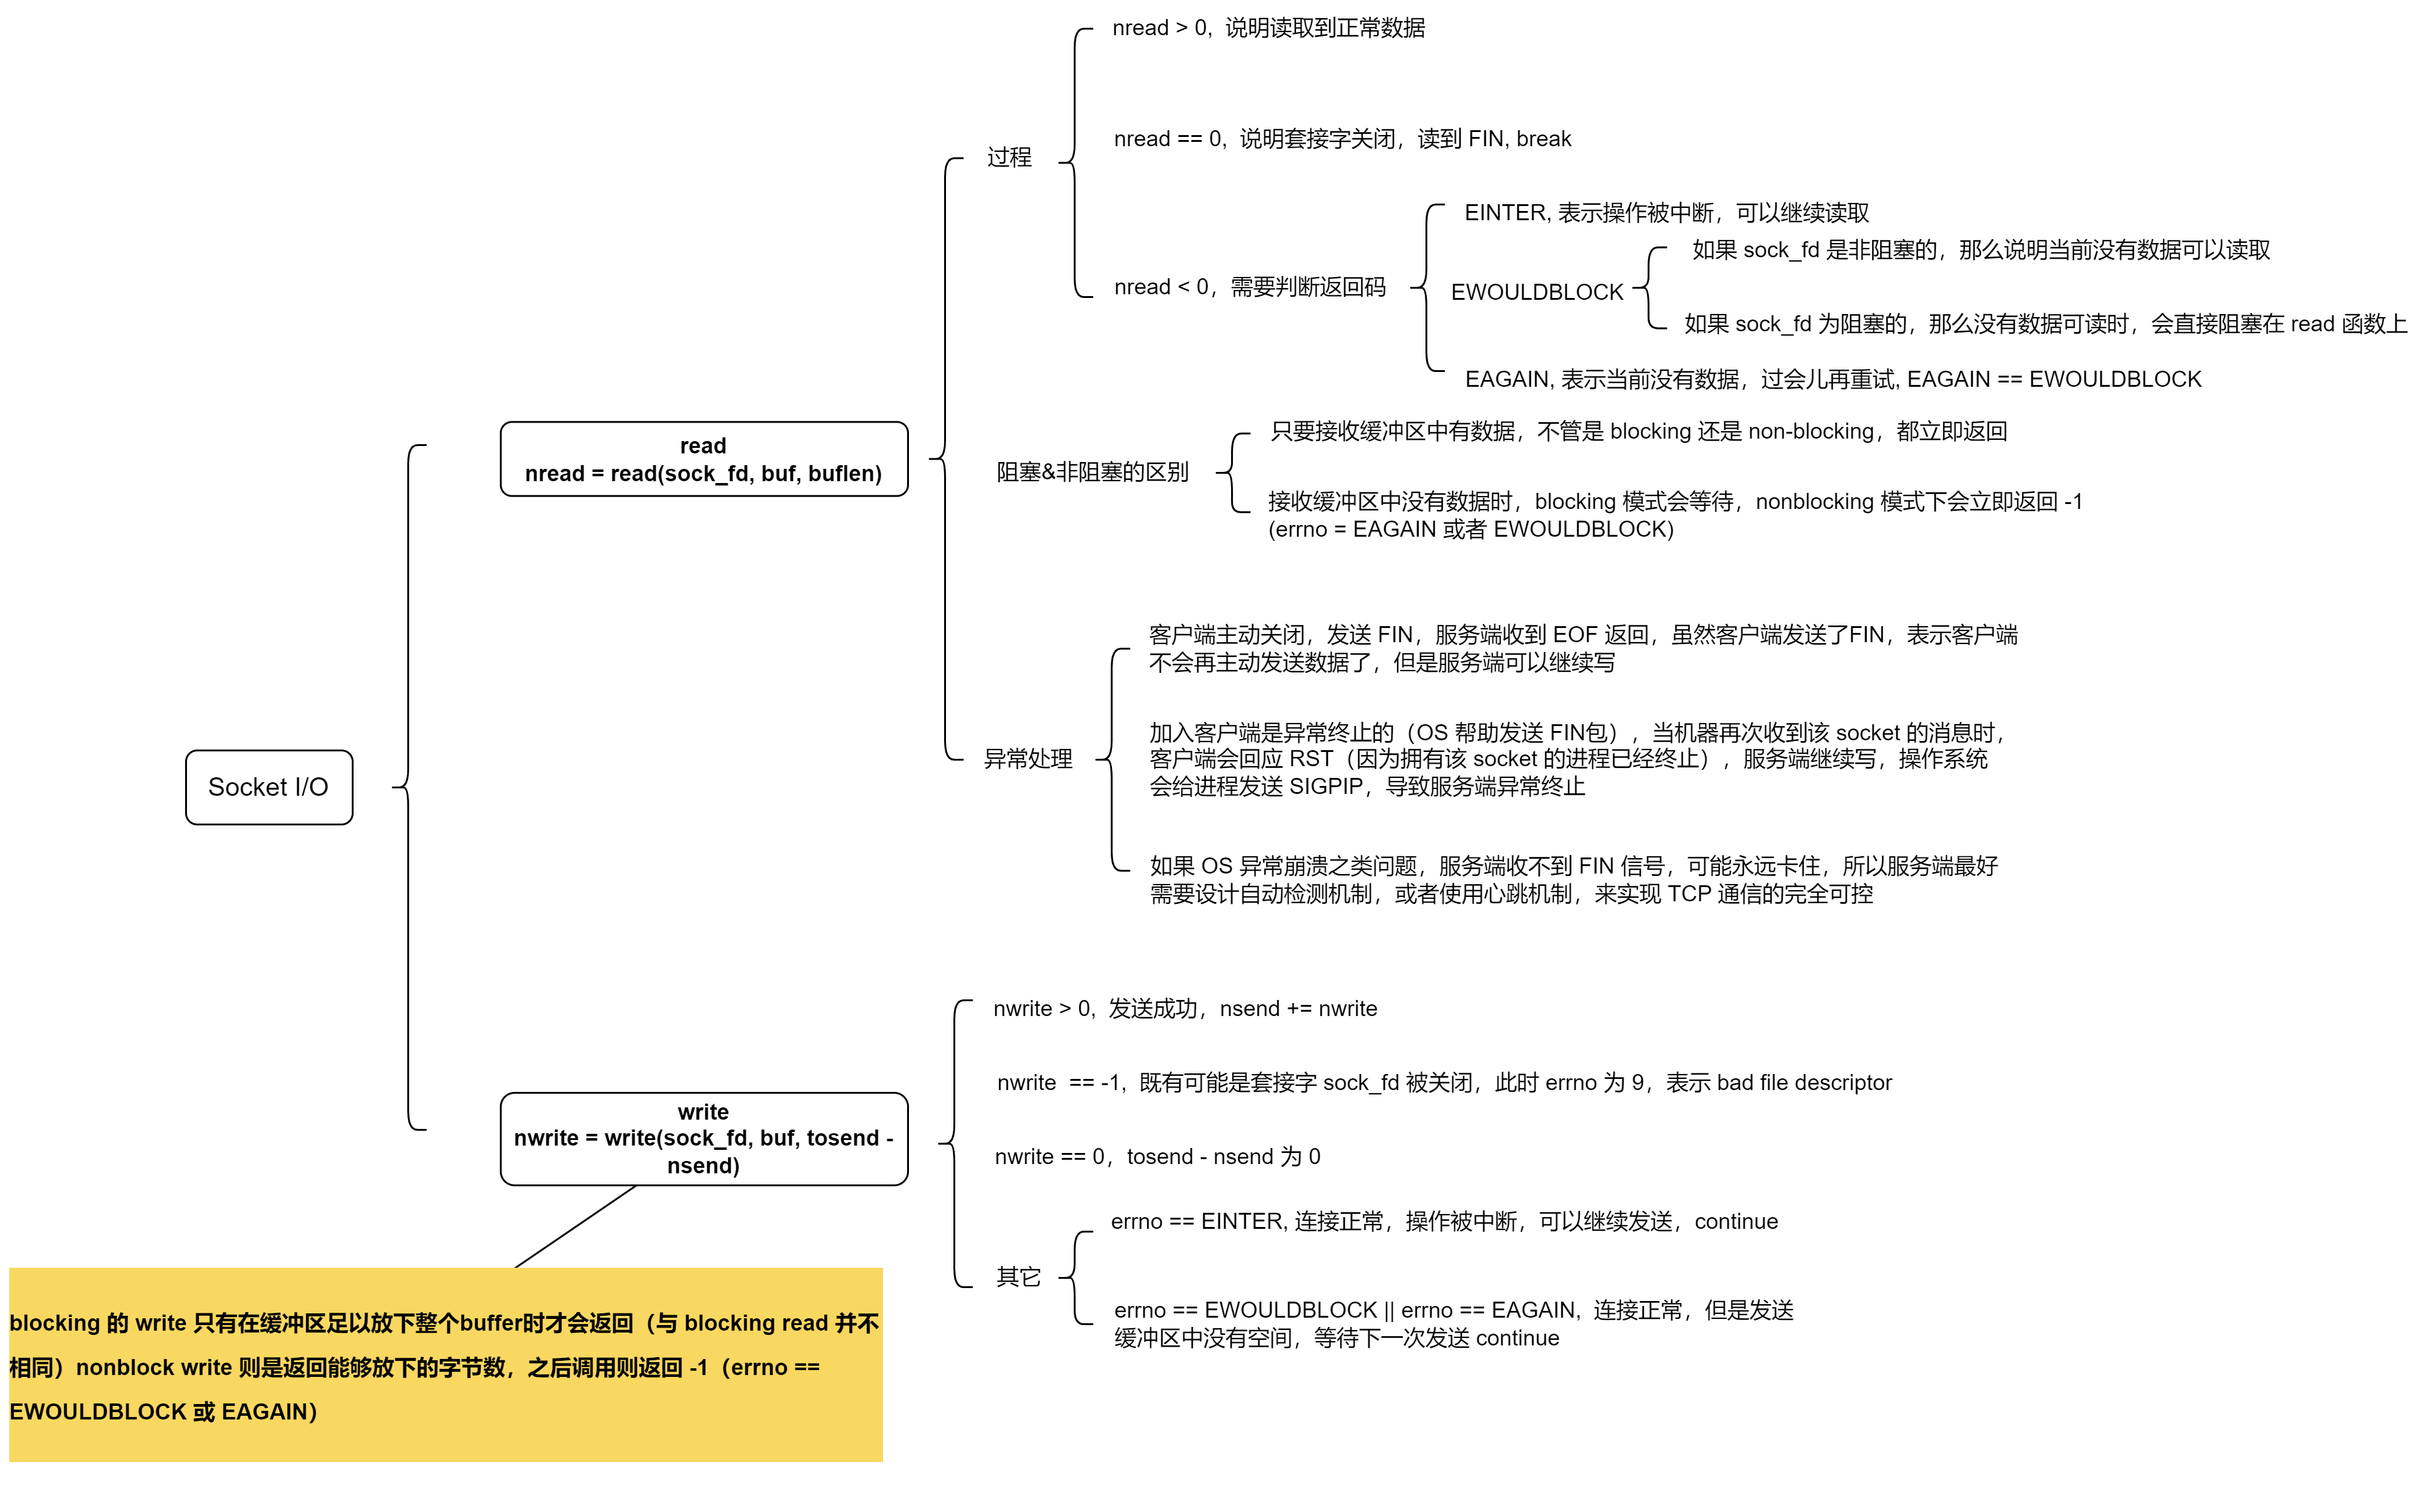 nread > 0，说明读取到正常数据
nread == 0，说明套接字关闭，读到 FIN, break
过程
EINTER, 表示操作被中断，可以继续读取
如果 sock_fd 是非阻塞的，那么说明当前没有数据可以读取
nread < 0，需要判断返回码
EWOULDBLOCK
如果 sock_fd 为阻塞的，那么没有数据可读时，会直接阻塞在 read 函数上
EAGAIN, 表示当前没有数据，过会儿再重试, EAGAIN == EWOULDBLOCK
read
nread = read(sock_fd, buf, buflen)
只要接收缓冲区中有数据，不管是 blocking 还是 non-blocking，都立即返回
阻塞&非阻塞的区别
接收缓冲区中没有数据时，blocking 模式会等待，nonblocking 模式下会立即返回 -1
(errno = EAGAIN 或者 EWOULDBLOCK)
客户端主动关闭，发送 FIN，服务端收到 EOF 返回，虽然客户端发送了FIN，表示客户端
不会再主动发送数据了，但是服务端可以继续写
加入客户端是异常终止的（OS 帮助发送 FIN包），当机器再次收到该 socket 的消息时，
客户端会回应 RST（因为拥有该 socket 的进程已经终止），服务端继续写，操作系统
会给进程发送 SIGPIP，导致服务端异常终止
异常处理
Socket I/O
如果 OS 异常崩溃之类问题，服务端收不到 FIN 信号，可能永远卡住，所以服务端最好
需要设计自动检测机制，或者使用心跳机制，来实现 TCP 通信的完全可控
nwrite > 0，发送成功，nsend += nwrite
nwrite  == -1，既有可能是套接字 sock_fd 被关闭，此时 errno 为 9，表示 bad file descriptor
write
nwrite = write(sock_fd, buf, tosend -
nsend)
nwrite == 0，tosend - nsend 为 0
errno == EINTER, 连接正常，操作被中断，可以继续发送，continue
其它
errno == EWOULDBLOCK || errno == EAGAIN，连接正常，但是发送
缓冲区中没有空间，等待下一次发送 continue
blocking 的 write 只有在缓冲区足以放下整个buffer时才会返回（与 blocking read 并不
相同）nonblock write 则是返回能够放下的字节数，之后调用则返回 -1（errno ==
EWOULDBLOCK 或 EAGAIN）